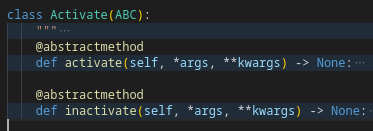 class Activate(ABC):
    """…
    @abstractmethod
    def activate(self, *args, **kwargs) -> None:…
    @abstractmethod
    def inactivate(self, *args, **kwargs) -> None:…